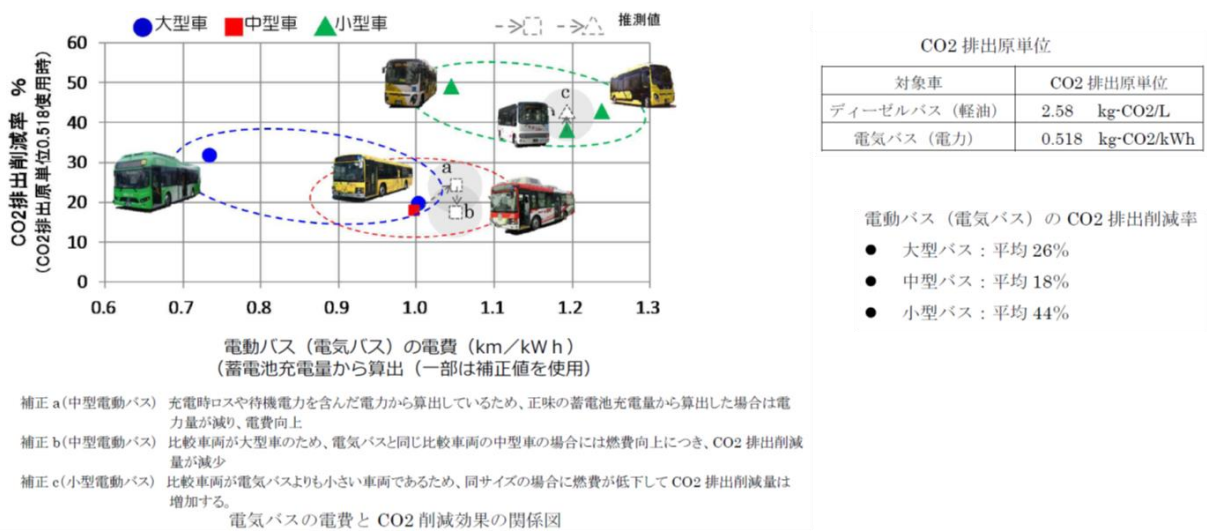 大型車 中型車 小型車 推測値
CO2排出削減率 %
（CO2排出原単位0.518使用時）
60
50
40
30
20
10
0
c
a
b
0.6 0.7 0.8 0.9 1.0 1.1 1.2 1.3
電動バス（電気バス）の電費（km／kWｈ）
（蓄電池充電量から算出（一部は補正値を使用）
補正 a（中型電動バス） 充電時ロスや待機電力を含んだ電力から算出しているため、正味の蓄電池充電量から算出した場合は電
力量が減り、電費向上
補正 b（中型電動バス） 比較車両が大型車のため、電気バスと同じ比較車両の中型車の場合には燃費向上につき、CO2 排出削減
量が減少
補正 c（小型電動バス） 比較車両が電気バスよりも小さい車両であるため、同サイズの場合に燃費が低下して CO2 排出削減量は
増加する。
電気バスの電費と CO2 削減効果の関係図
CO2 排出原単位
対象車 CO2 排出原単位
ディーゼルバス（軽油） 2.58 kg-CO2/L
電気バス（電力） 0.518 kg-CO2/kWh
電動バス（電気バス）の CO2 排出削減率
● 大型バス：平均 26%
● 中型バス：平均 18%
● 小型バス：平均 44%